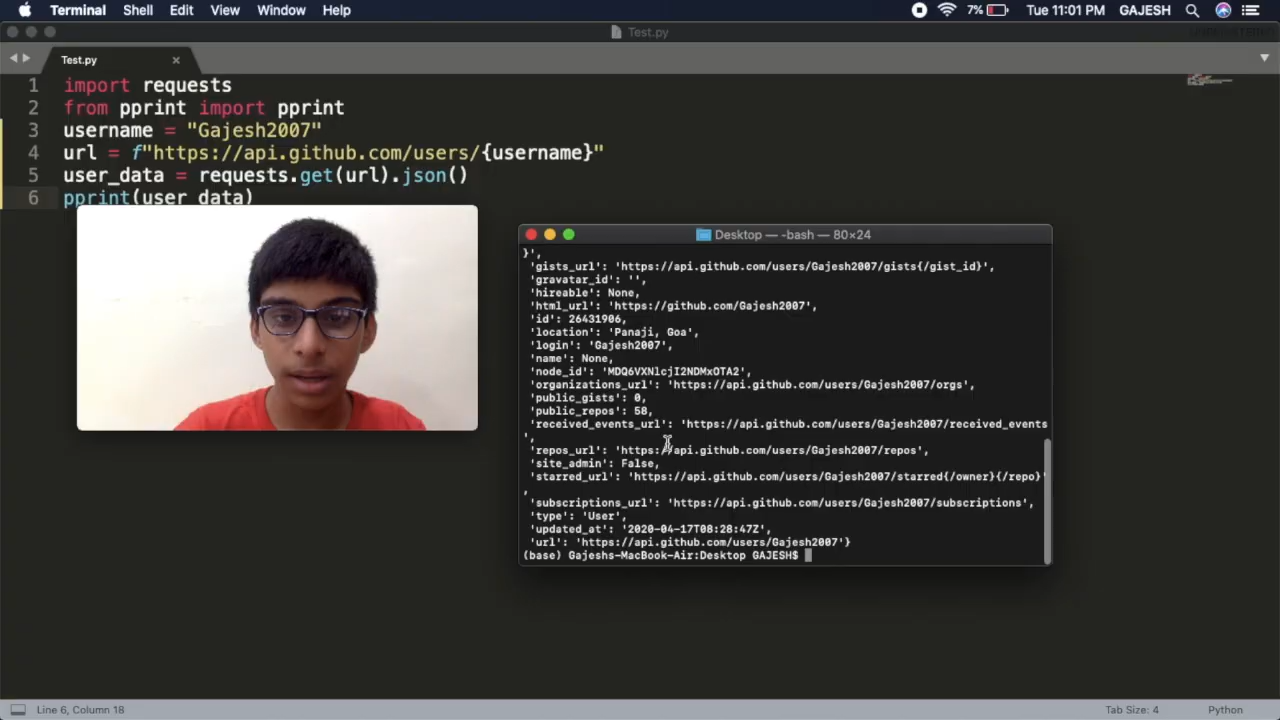 Terminal Shell Edit View Window Help 7% Tue 11:01 PM GAJESH
Test.py
Test.py ×
1 import requests
2 from pprint import pprint
3 username = "Gajesh2007"
4 url = f"https://api.github.com/users/{username}"
5 user_data = requests.get(url).json()
6 pprint(user_data)
Desktop — -bash — 80×24
}',
'gists_url': 'https://api.github.com/users/Gajesh2007/gists{/gist_id}',
'gravatar_id': '',
'hireable': None,
'html_url': 'https://github.com/Gajesh2007',
'id': 26431906,
'location': 'Panaji, Goa',
'login': 'Gajesh2007',
'name': None,
'node_id': 'MDQ6VXNlcjI2NDMxOTA2',
'organizations_url': 'https://api.github.com/users/Gajesh2007/orgs',
'public_gists': 0,
'public_repos': 58,
'received_events_url': 'https://api.github.com/users/Gajesh2007/received_events
',
'repos_url': 'https://api.github.com/users/Gajesh2007/repos',
'site_admin': False,
'starred_url': 'https://api.github.com/users/Gajesh2007/starred{/owner}{/repo}'
,
'subscriptions_url': 'https://api.github.com/users/Gajesh2007/subscriptions',
'type': 'User',
'updated_at': '2020-04-17T08:28:47Z',
'url': 'https://api.github.com/users/Gajesh2007'}
(base) Gajeshs-MacBook-Air:Desktop GAJESH$
Line 6, Column 18 Tab Size: 4 Python